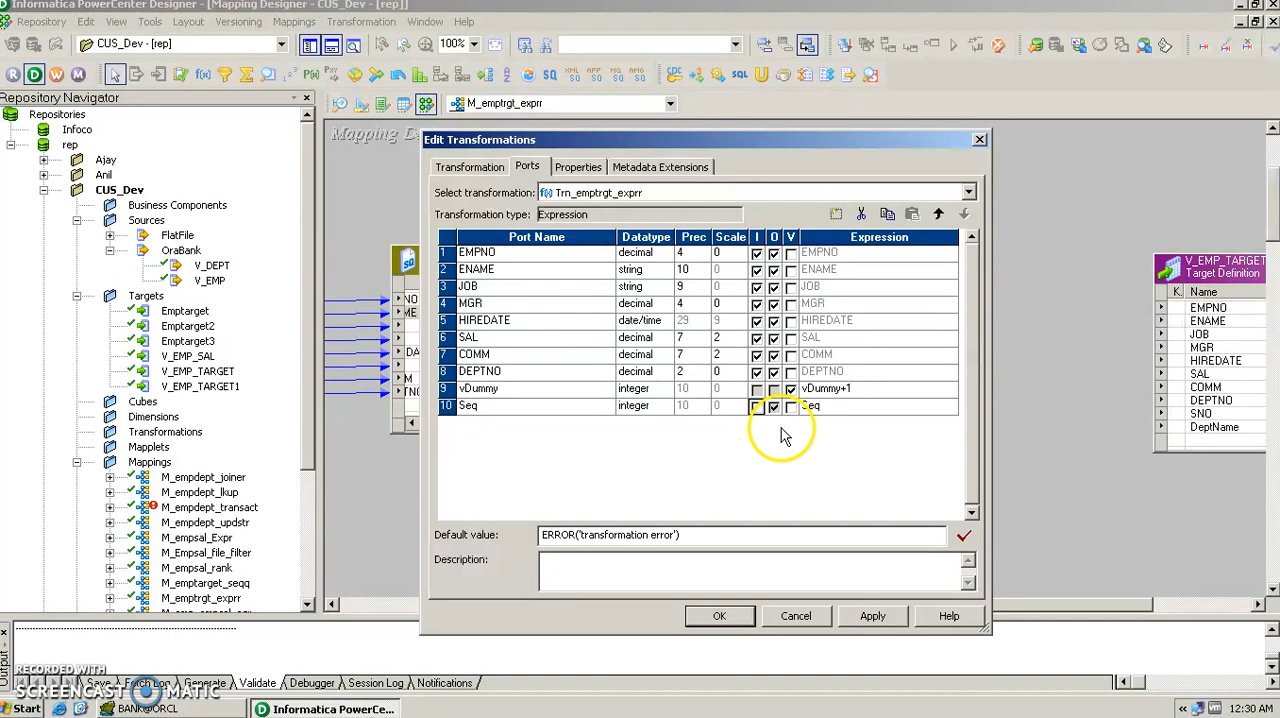 Informatica PowerCenter Designer - [Mapping Designer - CUS_Dev - [rep]]
Repository Edit View Tools Layout Versioning Mappings Transformation Window Help
CUS_Dev - [rep] 100%
Repository Navigator
M_emptrgt_exprr
Repositories
Infoco
rep
Ajay
Anil
CUS_Dev
Business Components
Sources
FlatFile
OraBank
V_DEPT
V_EMP
Targets
Emptarget
Emptarget2
Emptarget3
V_EMP_SAL
V_EMP_TARGET
V_EMP_TARGET1
Cubes
Dimensions
Transformations
Mapplets
Mappings
M_empdept_joiner
M_empdept_lkup
M_empdept_transact
M_empdept_updstr
M_empsal_Expr
M_Empsal_file_filter
M_empsal_rank
M_emptarget_seqq
M_emptrgt_exprr
Mapping De
Edit Transformations
Transformation Ports Properties Metadata Extensions
Select transformation: f(x) Trn_emptrgt_exprr
Transformation type: Expression
Port Name Datatype Prec Scale I O V Expression
1 EMPNO decimal 4 0 EMPNO
2 ENAME string 10 0 ENAME
3 JOB string 9 0 JOB
4 MGR decimal 4 0 MGR
5 HIREDATE date/time 29 9 HIREDATE
6 SAL decimal 7 2 SAL
7 COMM decimal 7 2 COMM
8 DEPTNO decimal 2 0 DEPTNO
9 vDummy integer 10 0 vDummy+1
10 Seq integer 10 0 Seq
Default value: ERROR('transformation error')
Description:
OK Cancel Apply Help
V_EMP_TARGET
Target Definition
K. Name
EMPNO
ENAME
JOB
MGR
HIREDATE
SAL
COMM
DEPTNO
SNO
DeptName
Output
Save Fetch Log Generate Validate Debugger Session Log Notifications
RECORDED WITH
SCREENCAST MATIC
Start BANK@ORCL Informatica PowerCe... 12:30 AM